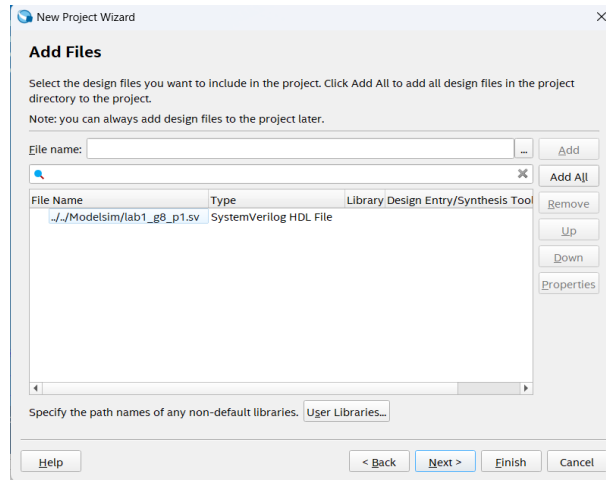 New Project Wizard
Add Files
Select the design files you want to include in the project. Click Add All to add all design files in the project
directory to the project.
Note: you can always add design files to the project later.
File name: ... Add
Add All
File Name Type Library Design Entry/Synthesis Tool
Remove
../../Modelsim/lab1_g8_p1.sv SystemVerilog HDL File
Up
Down
Properties
Specify the path names of any non-default libraries. User Libraries...
Help < Back Next > Finish Cancel